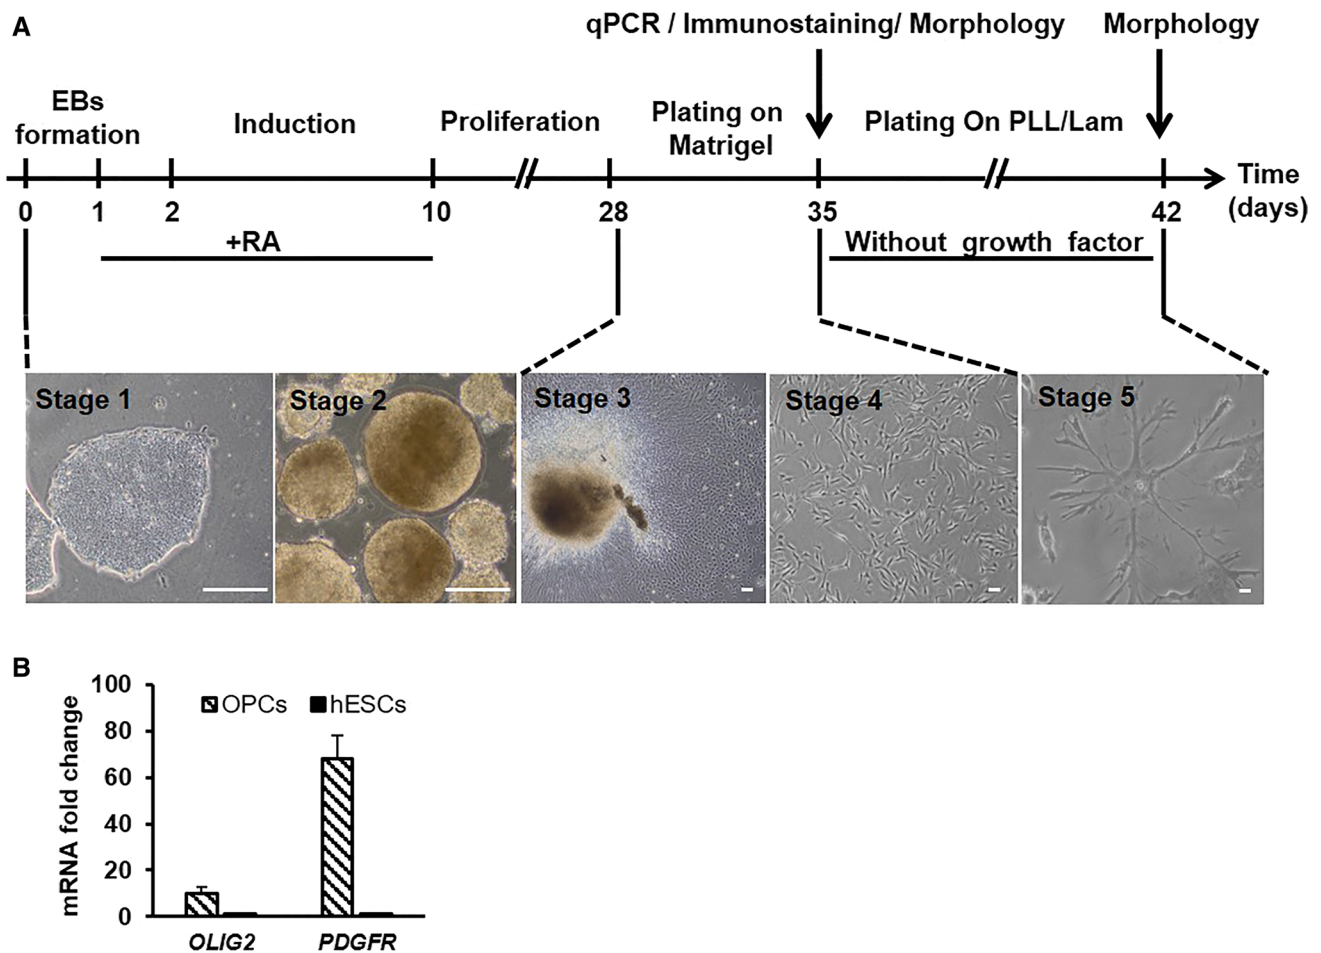 A
qPCR / Immunostaining/ Morphology
Morphology
EBs
formation
Induction
Proliferation
Plating on
Matrigel
Plating On PLL/Lam
Time
(days)
0
1
2
10
28
35
42
+RA
Without growth factor
Stage 1
Stage 2
Stage 3
Stage 4
Stage 5
B
mRNA fold change
100
80
60
40
20
0
OPCs
hESCs
OLIG2
PDGFR